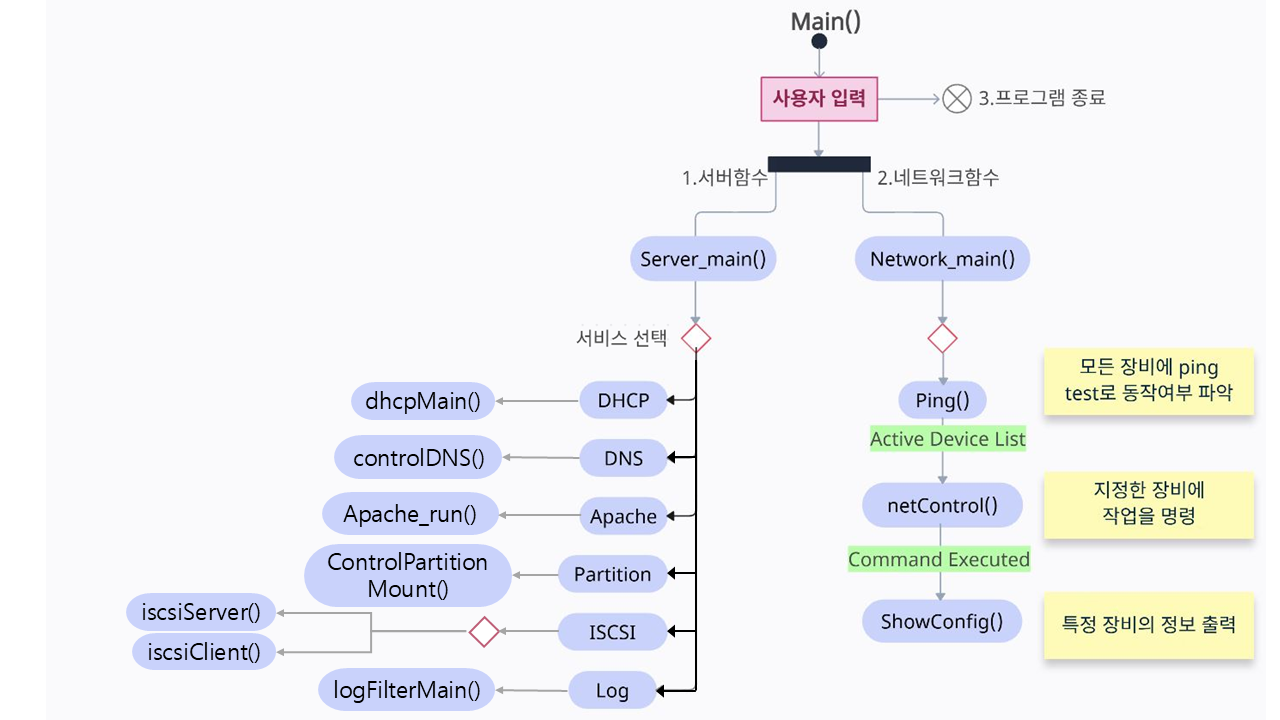 Main()
사용자 입력
3.프로그램 종료
1.서버함수
2.네트워크함수
Server_main()
Network_main()
서비스 선택
모든 장비에 ping
test로 동작여부 파악
dhcpMain()
DHCP
Ping()
Active Device List
controlDNS()
DNS
지정한 장비에
작업을 명령
netControl()
Apache_run()
Apache
Command Executed
ControlPartition
Mount()
Partition
iscsiServer()
iscsiClient()
ISCSI
ShowConfig()
특정 장비의 정보 출력
logFilterMain()
Log